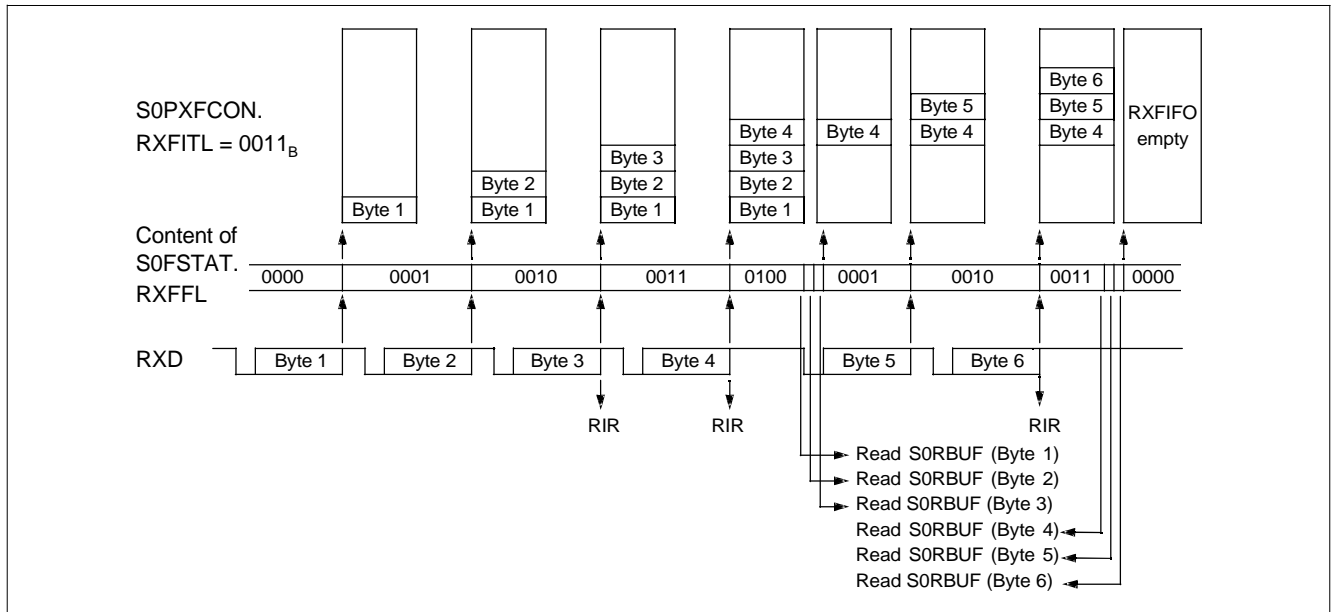 Byte 6
Byte 5 Byte 5
S0PXFCON.
RXFITL = 0011B
Byte 4 Byte 4 Byte 4 Byte 4
RXFIFO
empty
Byte 3 Byte 3
Byte 2 Byte 2 Byte 2
Byte 1 Byte 1 Byte 1 Byte 1
Content of
S0FSTAT.
RXFFL
0000 0001 0010 0011 0100 0001 0010 0011 0000
RXD Byte 1 Byte 2 Byte 3 Byte 4 Byte 5 Byte 6
RIR RIR RIR
Read S0RBUF (Byte 1)
Read S0RBUF (Byte 2)
Read S0RBUF (Byte 3)
Read S0RBUF (Byte 4)
Read S0RBUF (Byte 5)
Read S0RBUF (Byte 6)